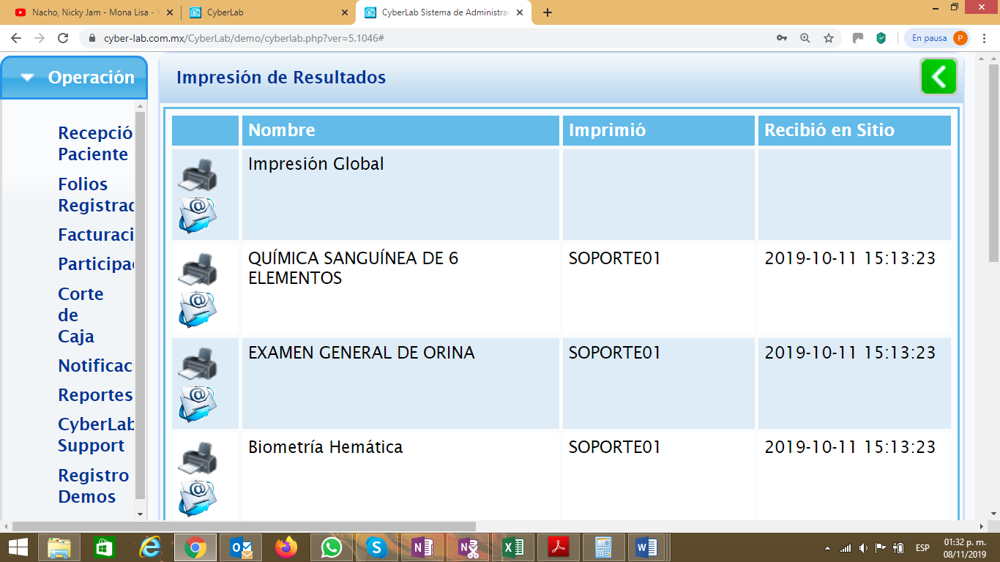 Nacho, Nicky Jam - Mona Lisa -
CyberLab
CyberLab Sistema de Administrac
cyber-lab.com.mx/CyberLab/demo/cyberlab.php?ver=5.1046#
En pausa
P
Operación
Recepció
Paciente
Folios
Registrad
Facturaci
Participac
Corte
de
Caja
Notificaci
Reportes
CyberLab
Support
Registro
Demos
Impresión de Resultados
Nombre Imprimió Recibió en Sitio
Impresión Global
QUÍMICA SANGUÍNEA DE 6 SOPORTE01 2019-10-11 15:13:23
ELEMENTOS
EXAMEN GENERAL DE ORINA SOPORTE01 2019-10-11 15:13:23
Biometría Hemática SOPORTE01 2019-10-11 15:13:23
ESP
01:32 p. m.
08/11/2019